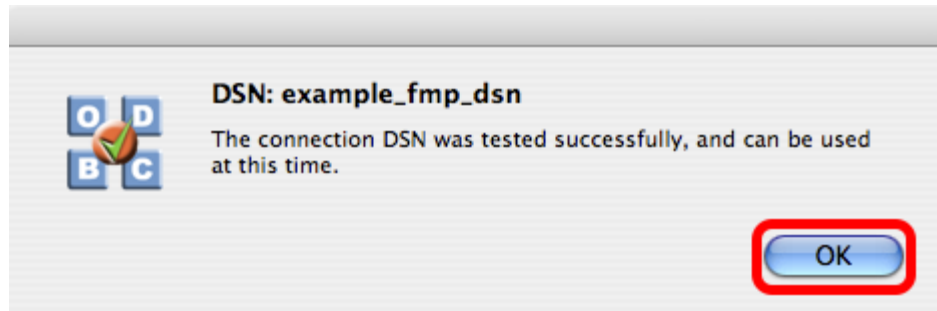 DSN: example_fmp_dsn
O D
B C
The connection DSN was tested successfully, and can be used
at this time.
OK